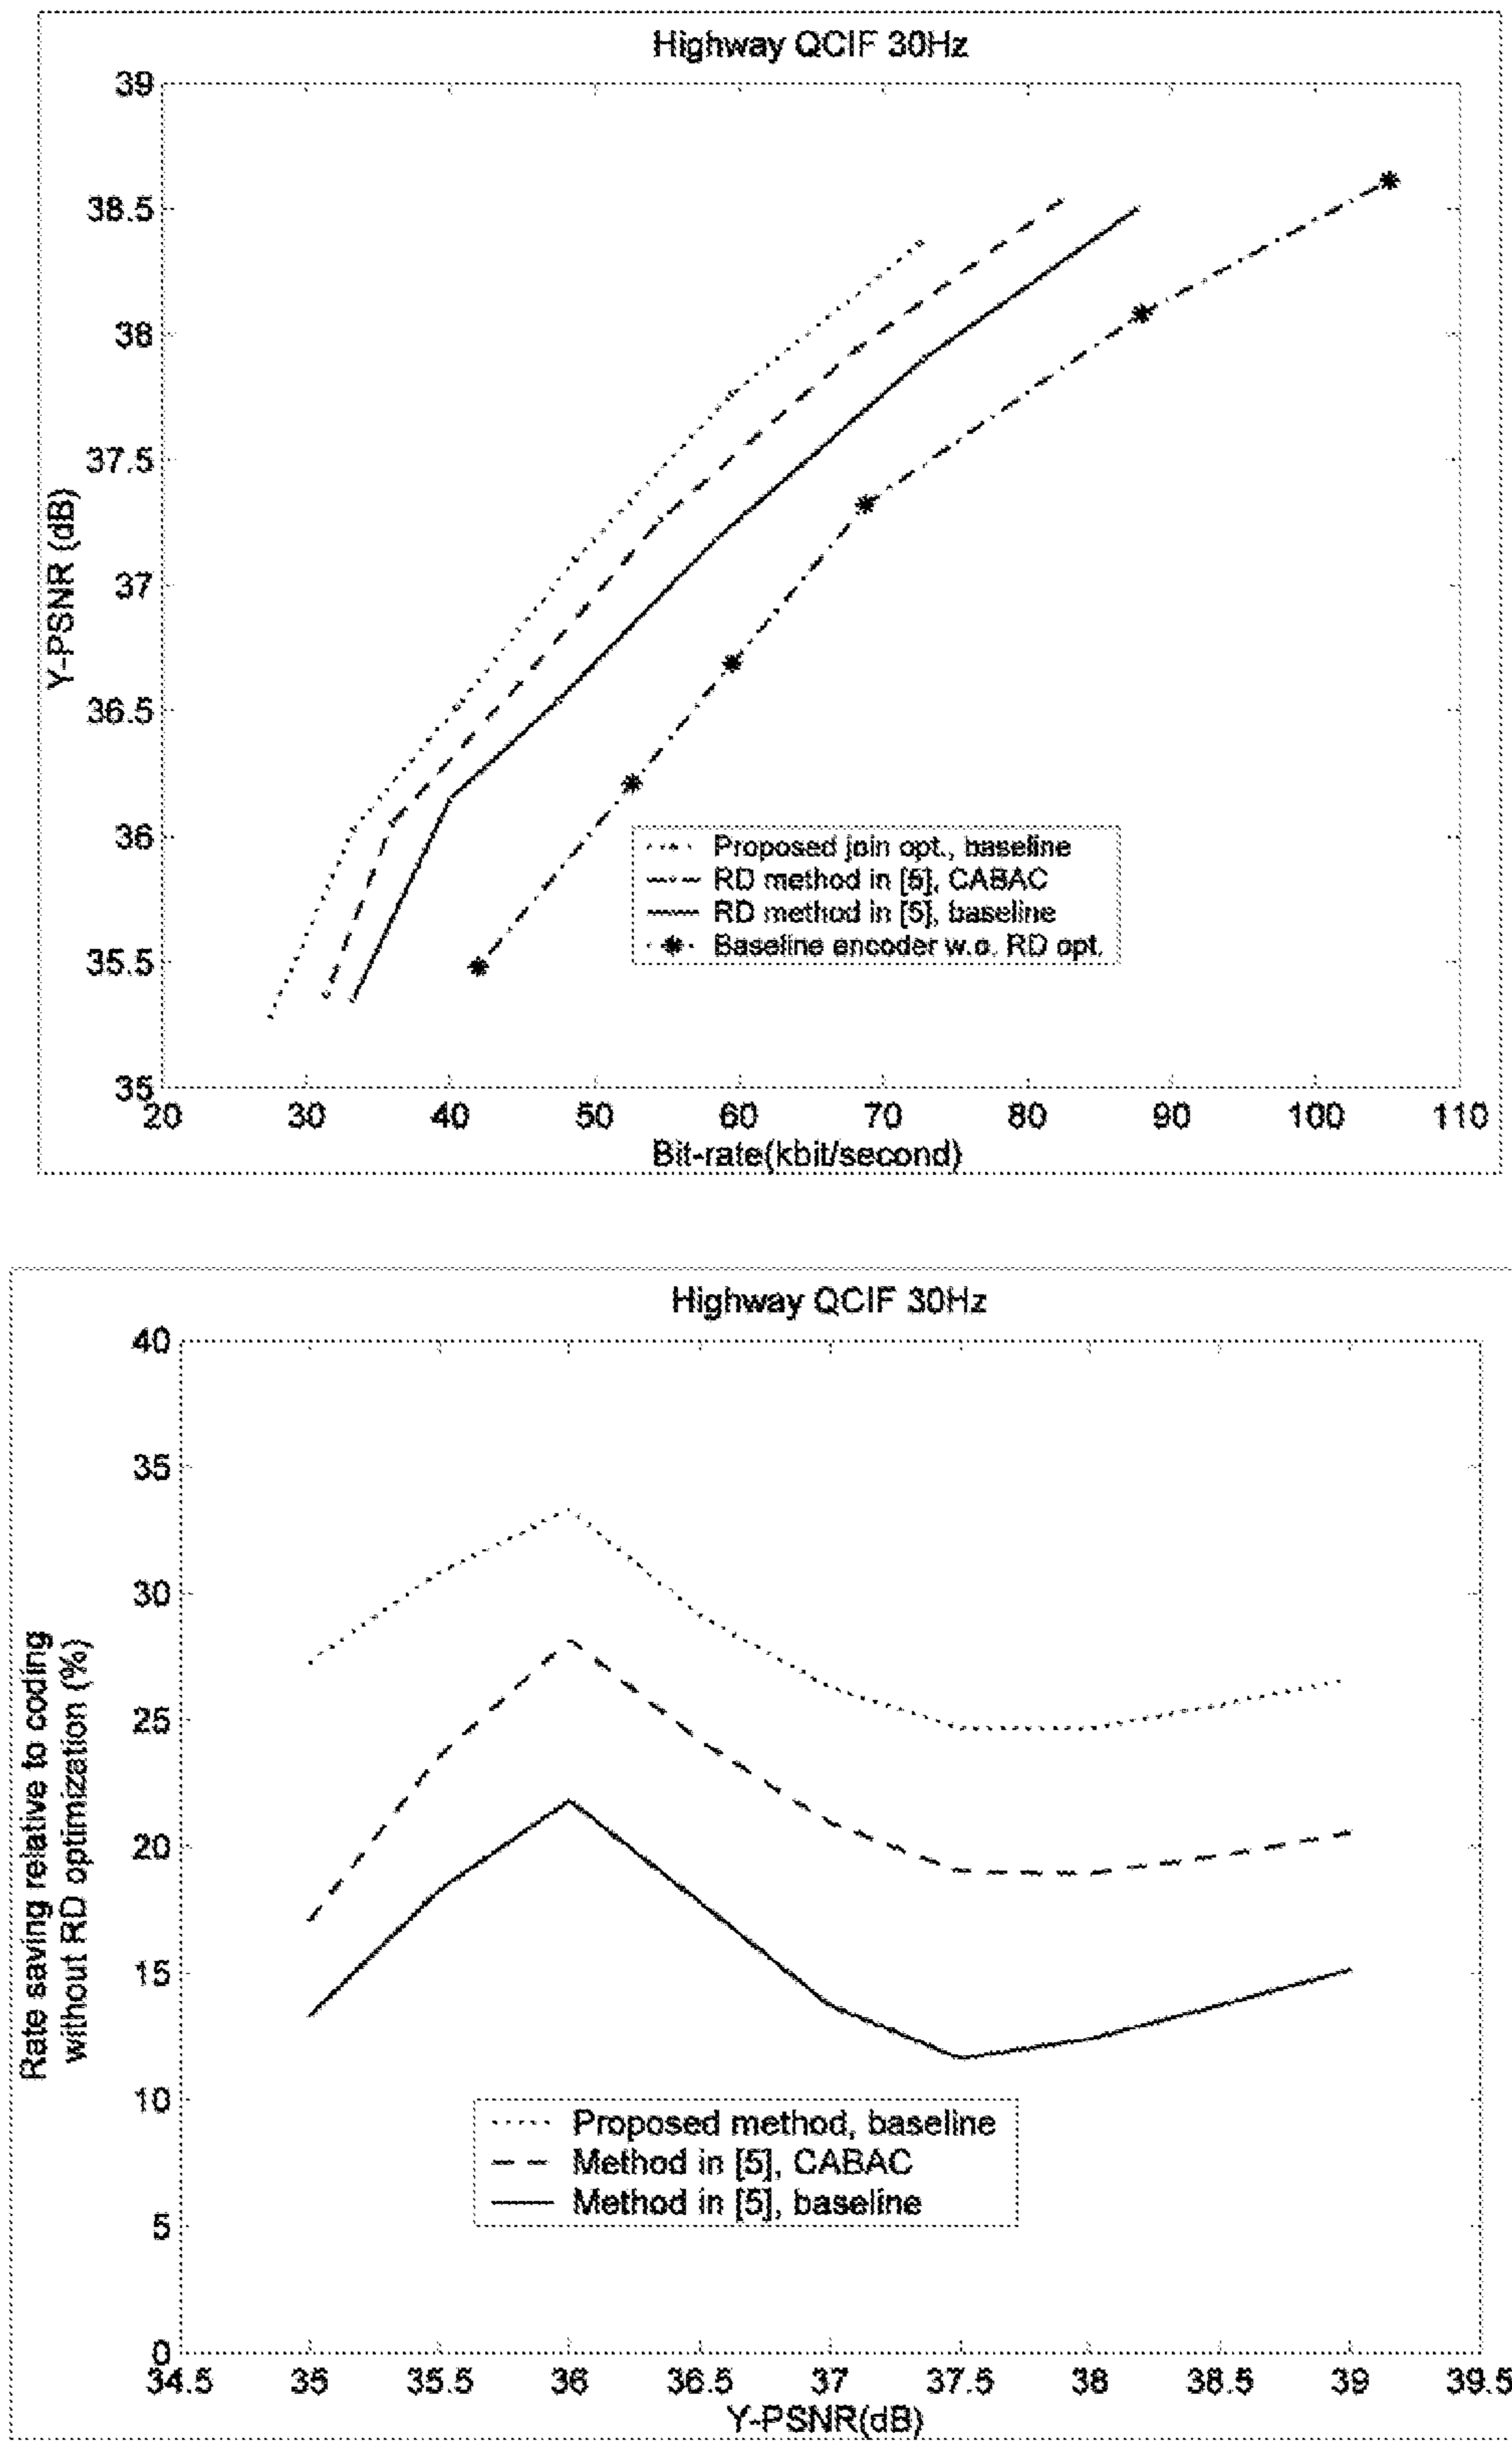 Highway QCIF 30Hz
39
38.5
38
37.5
37
36.5
36
35.5
35
Y-PSNR (dB)
Proposed join opt., baseline
RD method in [5], CABAC
RD method in [5], baseline
Baseline encoder w.o. RD opt.
20 30 40 50 60 70 80 90 100 110
Bit-rate(kbit/second)
Highway QCIF 30Hz
40
35
30
25
20
15
10
5
0
Rate saving relative to coding
without RD optimization (%)
Proposed method, baseline
Method in [5], CABAC
Method in [5], baseline
34.5 35 35.5 36 36.5 37 37.5 38 38.5 39 39.5
Y-PSNR(dB)